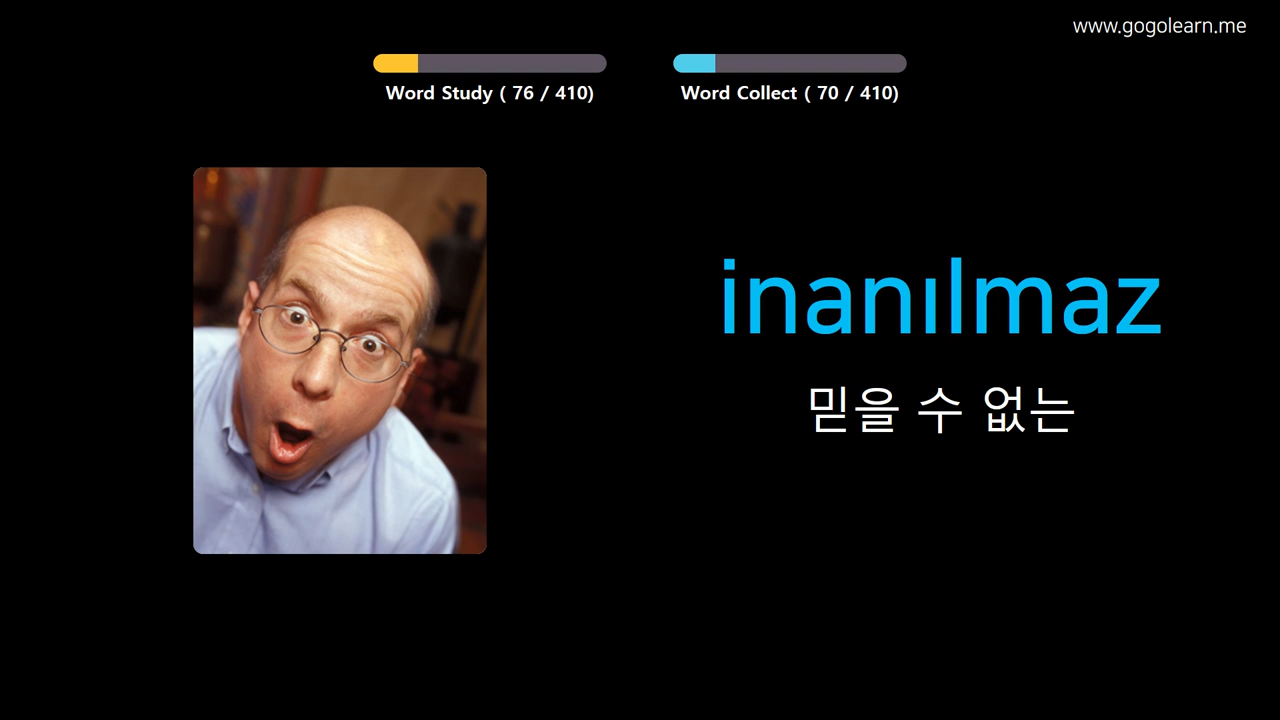 www.gogolearn.me
Word Study ( 76 / 410)
Word Collect ( 70 / 410)
inanılmaz
믿을 수 없는